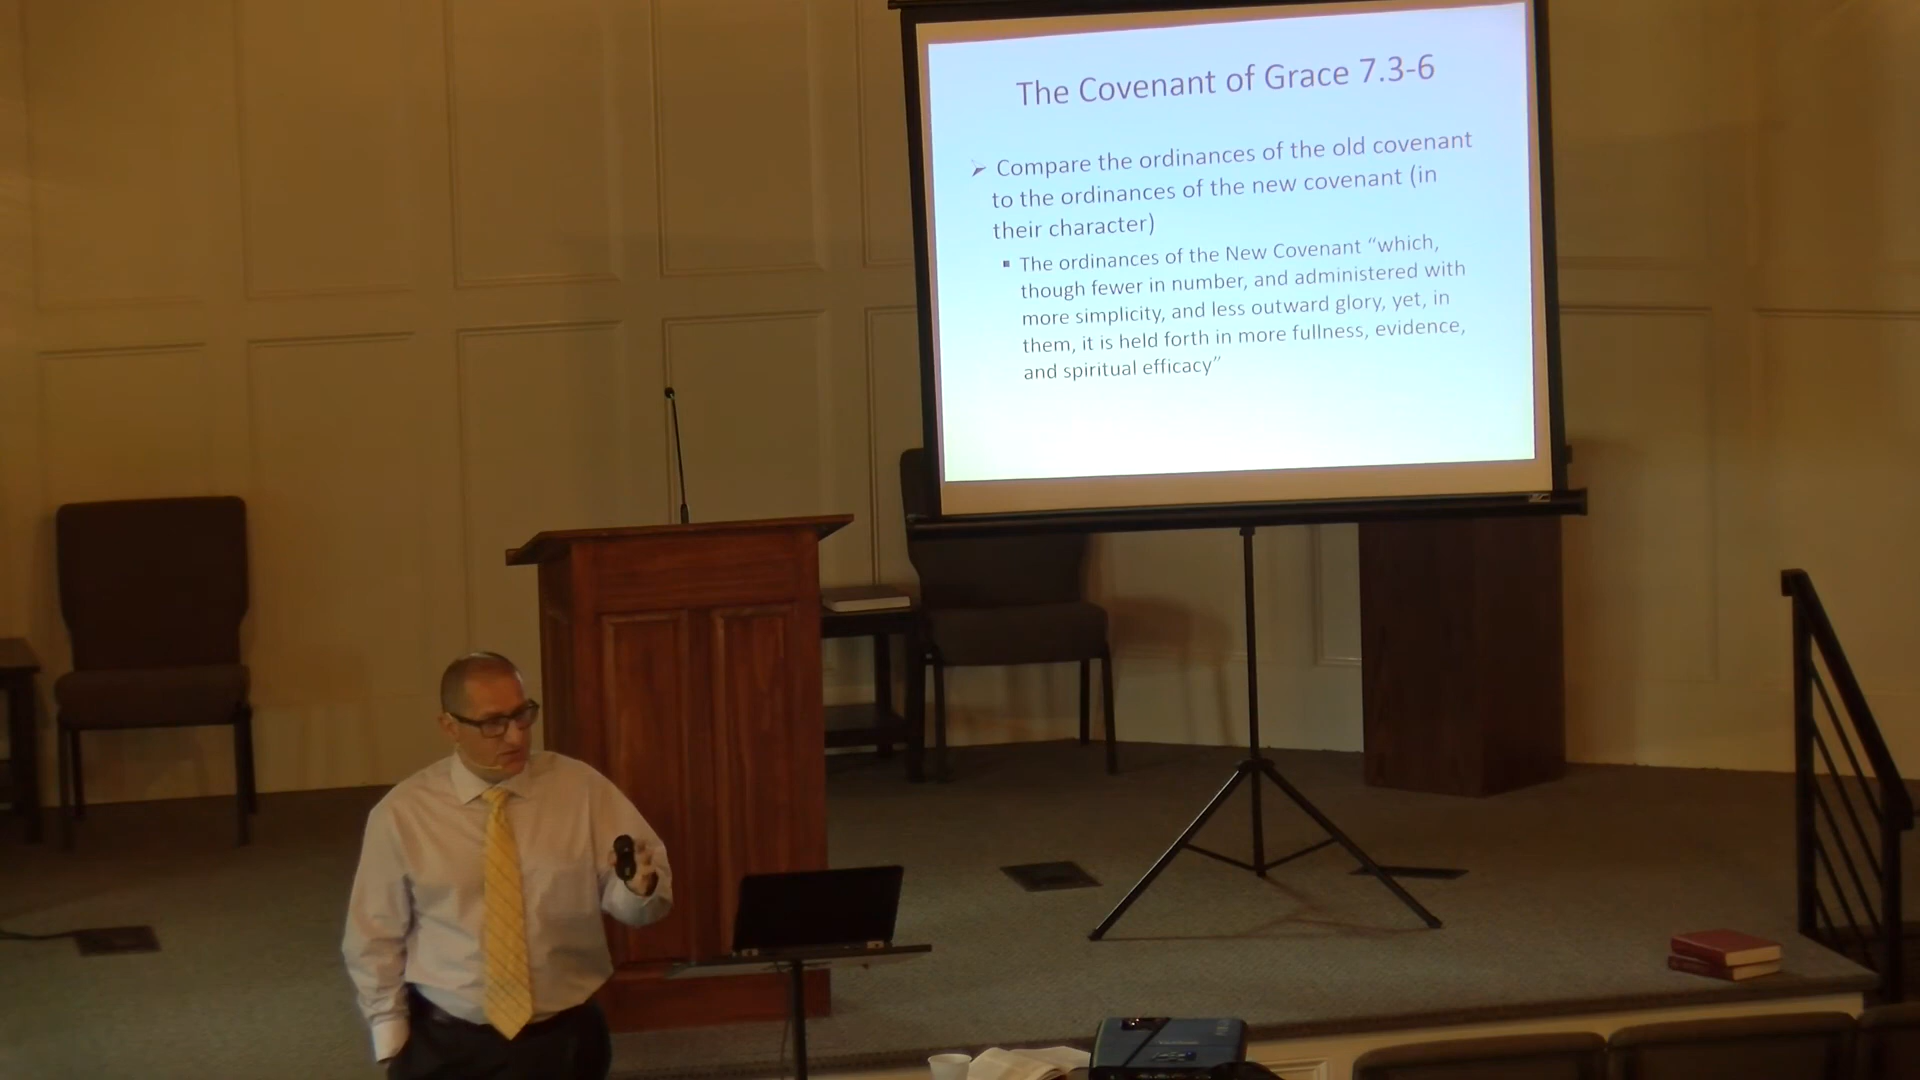 The Covenant of Grace 7.3-6
Compare the ordinances of the old covenant
to the ordinances of the new covenant (in
their character)
The ordinances of the New Covenant “which,
though fewer in number, and administered with
more simplicity, and less outward glory, yet, in
them, it is held forth in more fullness, evidence,
and spiritual efficacy”